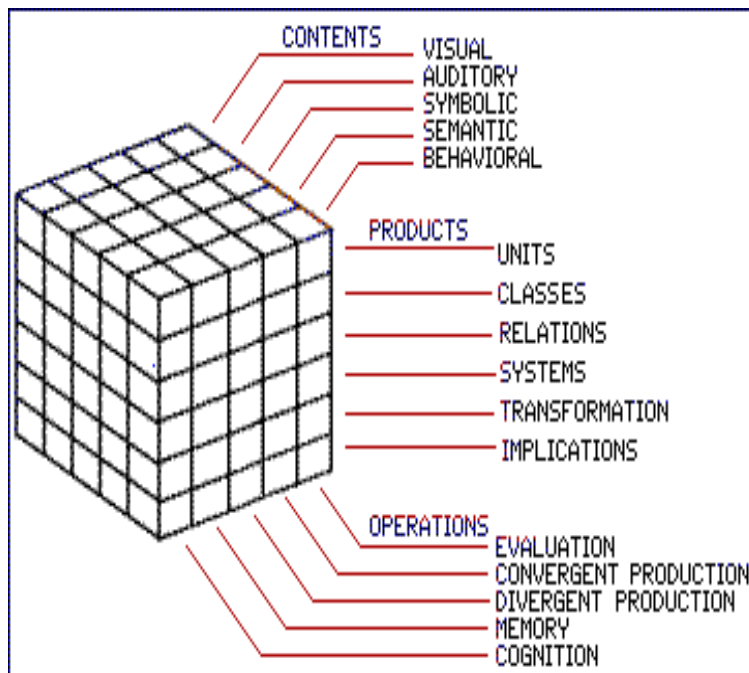 CONTENTS
VISUAL
AUDITORY
SYMBOLIC
SEMANTIC
BEHAVIORAL
PRODUCTS
UNITS
CLASSES
RELATIONS
SYSTEMS
TRANSFORMATION
IMPLICATIONS
OPERATIONS
EVALUATION
CONVERGENT PRODUCTION
DIVERGENT PRODUCTION
MEMORY
COGNITION